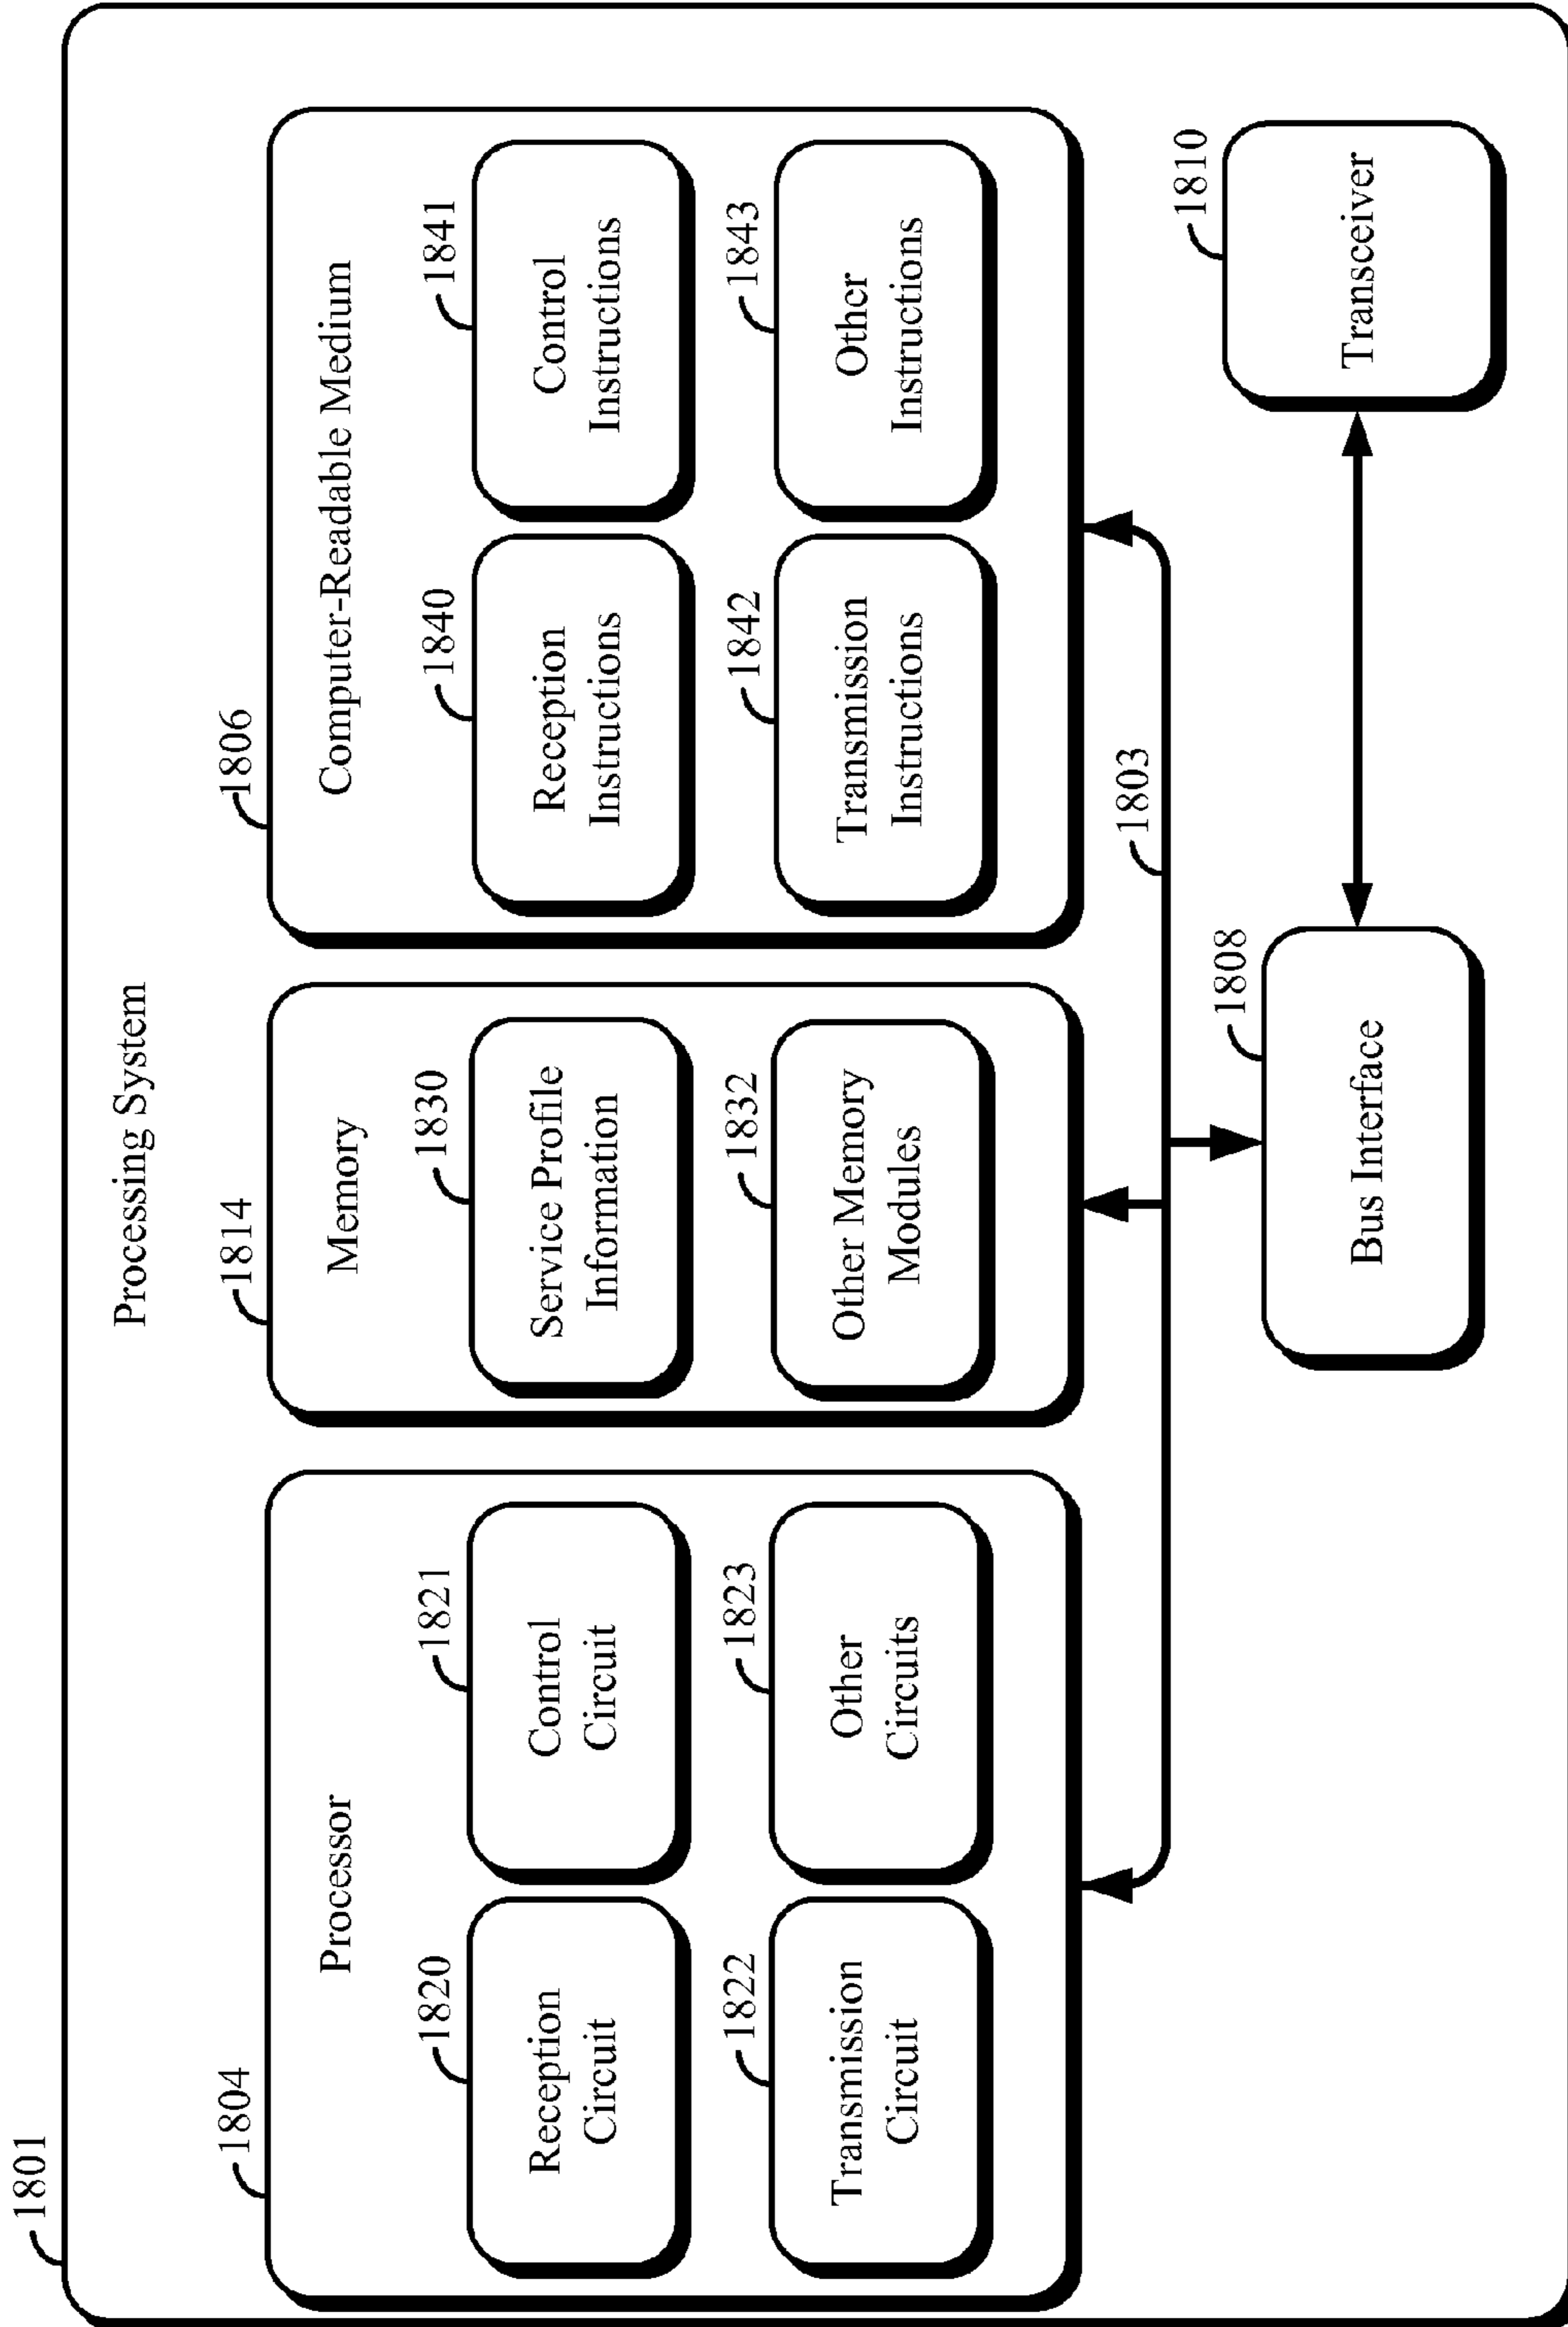 1801
Processing System
1804
Processor
1820
Reception
Circuit
1821
Control
Circuit
1822
Transmission
Circuit
1823
Other
Circuits
1814
Memory
1830
Service Profile
Information
1832
Other Memory
Modules
1806
Computer-Readable Medium
1840
Reception
Instructions
1841
Control
Instructions
1842
Transmission
Instructions
1843
Other
Instructions
1803
1808
Bus Interface
1810
Transceiver